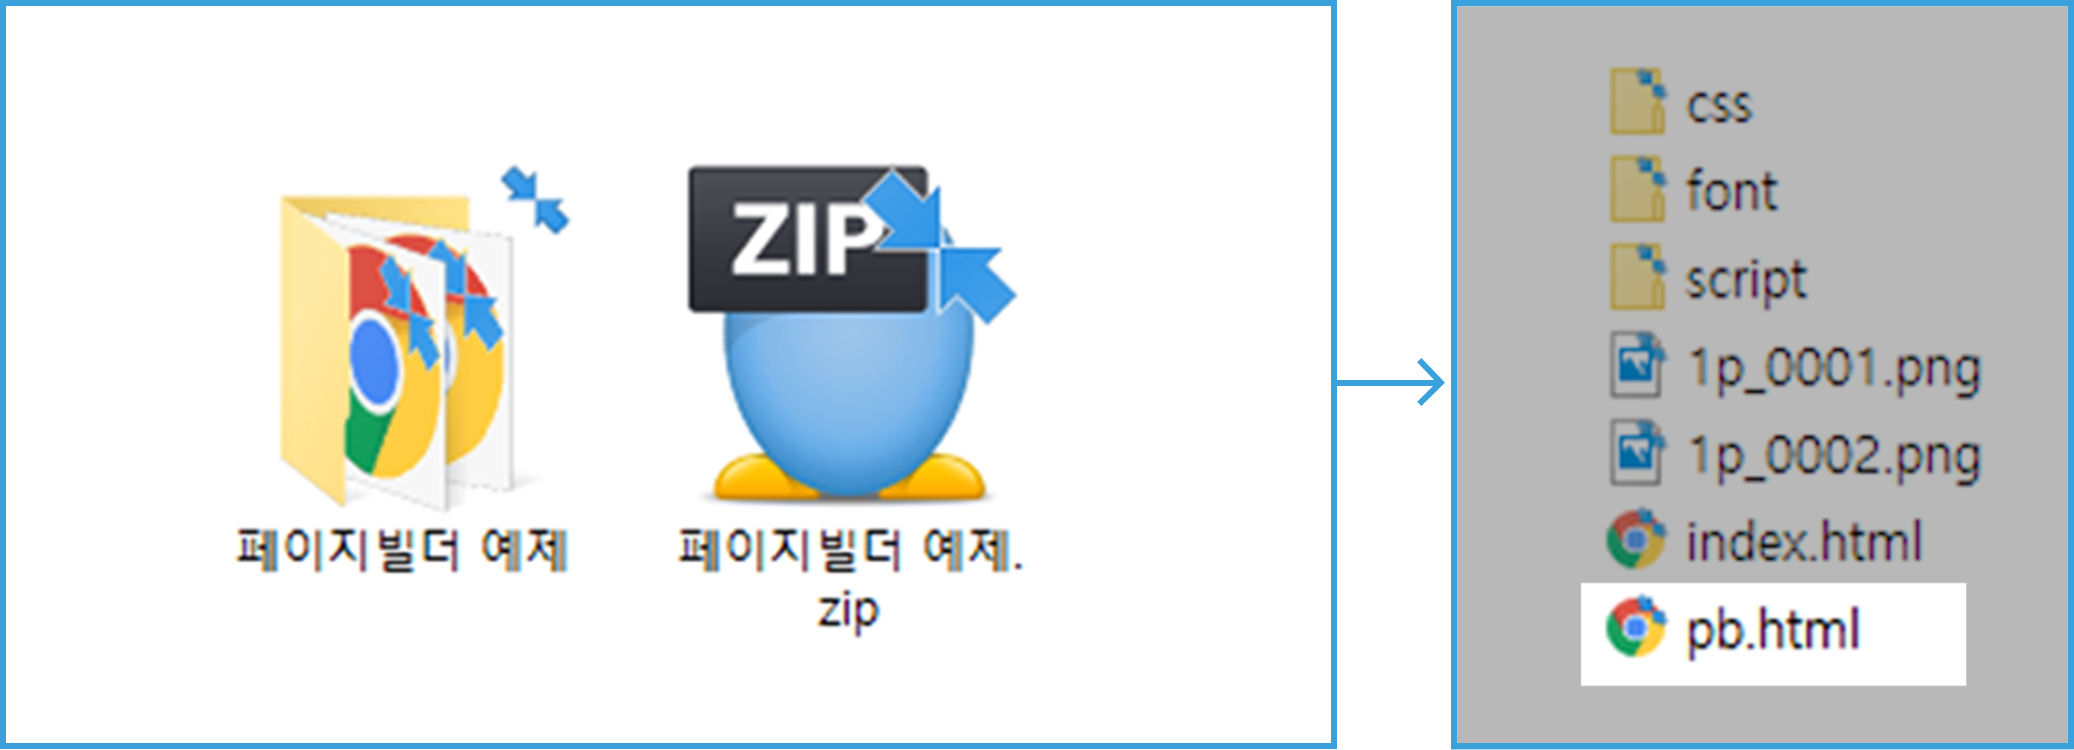 ZIP
페이지빌더 예제
페이지빌더 예제.
zip
css
font
script
1p_0001.png
1p_0002.png
index.html
pb.html